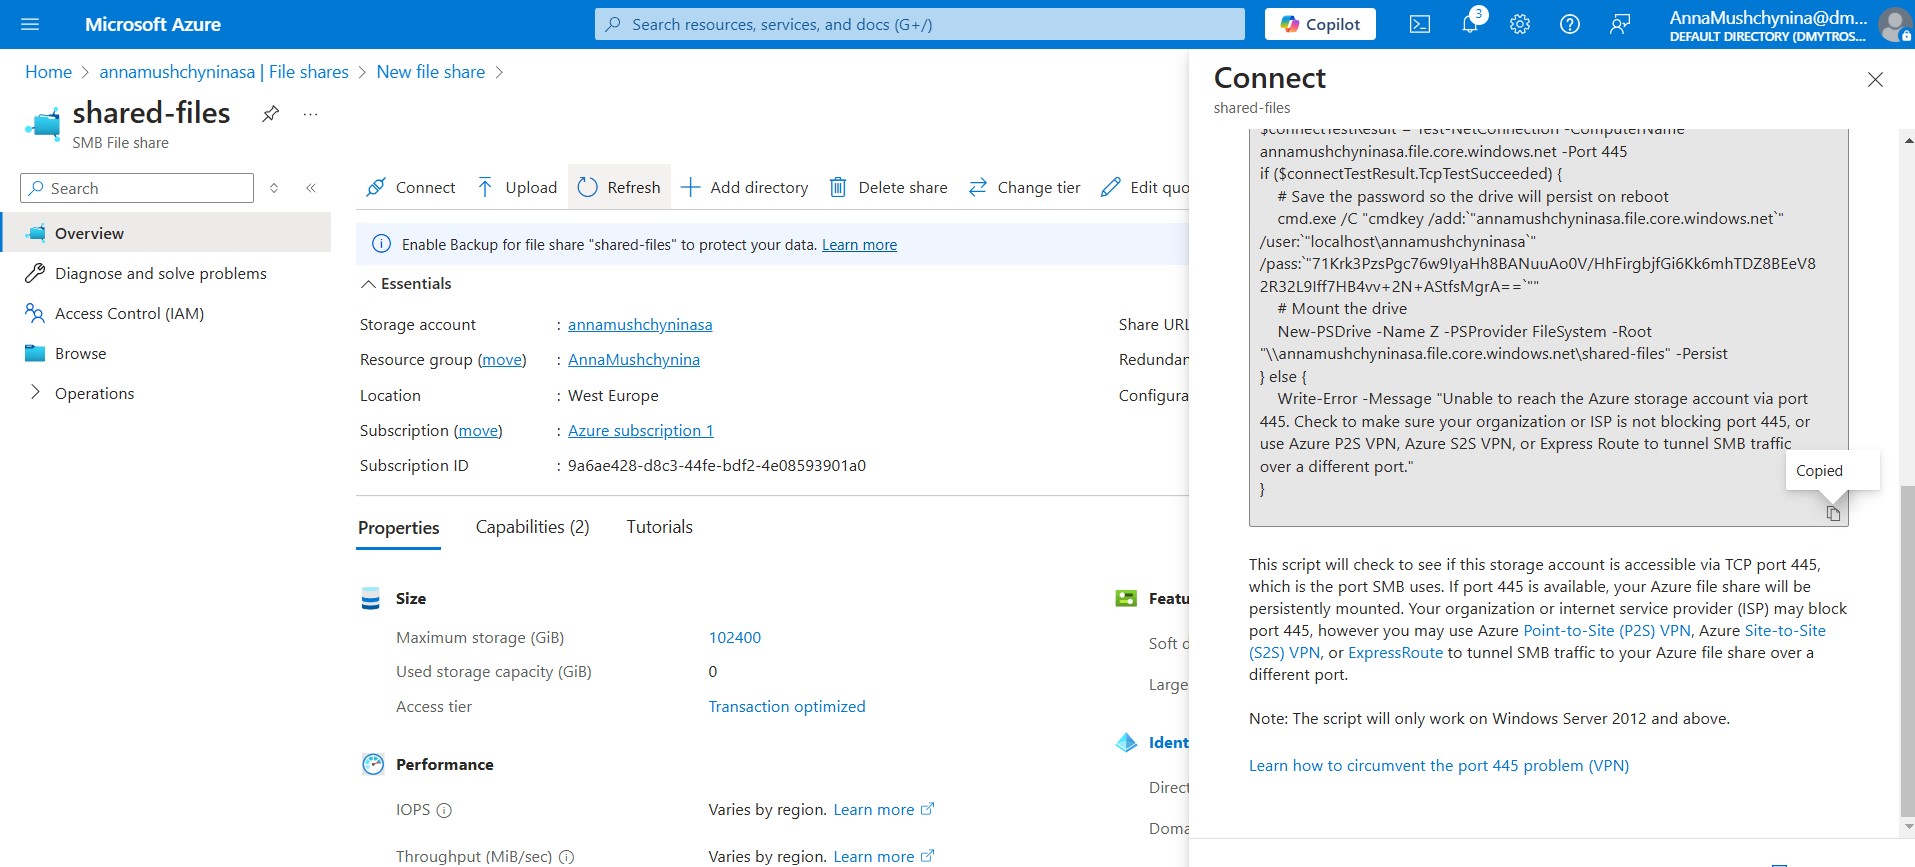 Microsoft Azure
Search resources, services, and docs (G+/)
Copilot
3
AnnaMushchynina@dm...
DEFAULT DIRECTORY (DMYTROS...
Home > annamushchyninasa | File shares > New file share >
shared-files
SMB File share
Search
Overview
Diagnose and solve problems
Access Control (IAM)
Browse
Operations
Connect
Upload
Refresh
Add directory
Delete share
Change tier
Edit quo
Enable Backup for file share "shared-files" to protect your data. Learn more
Essentials
Storage account : annamushchyninasa
Resource group (move) : AnnaMushchynina
Location : West Europe
Subscription (move) : Azure subscription 1
Subscription ID : 9a6ae428-d8c3-44fe-bdf2-4e08593901a0
Share URL
Redundan
Configura
Properties
Capabilities (2)
Tutorials
Size
Maximum storage (GiB) 102400
Used storage capacity (GiB) 0
Access tier Transaction optimized
Performance
IOPS Varies by region. Learn more
Throughput (MiB/sec) Varies by region. Learn more
Featu
Soft d
Large
Ident
Direct
Doma
Connect
shared-files
$connectTestResult = Test-NetConnection -ComputerName
annamushchyninasa.file.core.windows.net -Port 445
if ($connectTestResult.TcpTestSucceeded) {
# Save the password so the drive will persist on reboot
cmd.exe /C "cmdkey /add:`"annamushchyninasa.file.core.windows.net`"
/user:`"localhost\annamushchyninasa`"
/pass:`"71Krk3PzsPgc76w9IyaHh8BANuuAo0V/HhFirgbjfGi6Kk6mhTDZ8BEeV8
2R32L9Iff7HB4vv+2N+AStfsMgrA==`""
# Mount the drive
New-PSDrive -Name Z -PSProvider FileSystem -Root
"\\annamushchyninasa.file.core.windows.net\shared-files" -Persist
} else {
Write-Error -Message "Unable to reach the Azure storage account via port
445. Check to make sure your organization or ISP is not blocking port 445, or
use Azure P2S VPN, Azure S2S VPN, or Express Route to tunnel SMB traffic
over a different port."
}
Copied
This script will check to see if this storage account is accessible via TCP port 445,
which is the port SMB uses. If port 445 is available, your Azure file share will be
persistently mounted. Your organization or internet service provider (ISP) may block
port 445, however you may use Azure Point-to-Site (P2S) VPN, Azure Site-to-Site
(S2S) VPN, or ExpressRoute to tunnel SMB traffic to your Azure file share over a
different port.
Note: The script will only work on Windows Server 2012 and above.
Learn how to circumvent the port 445 problem (VPN)